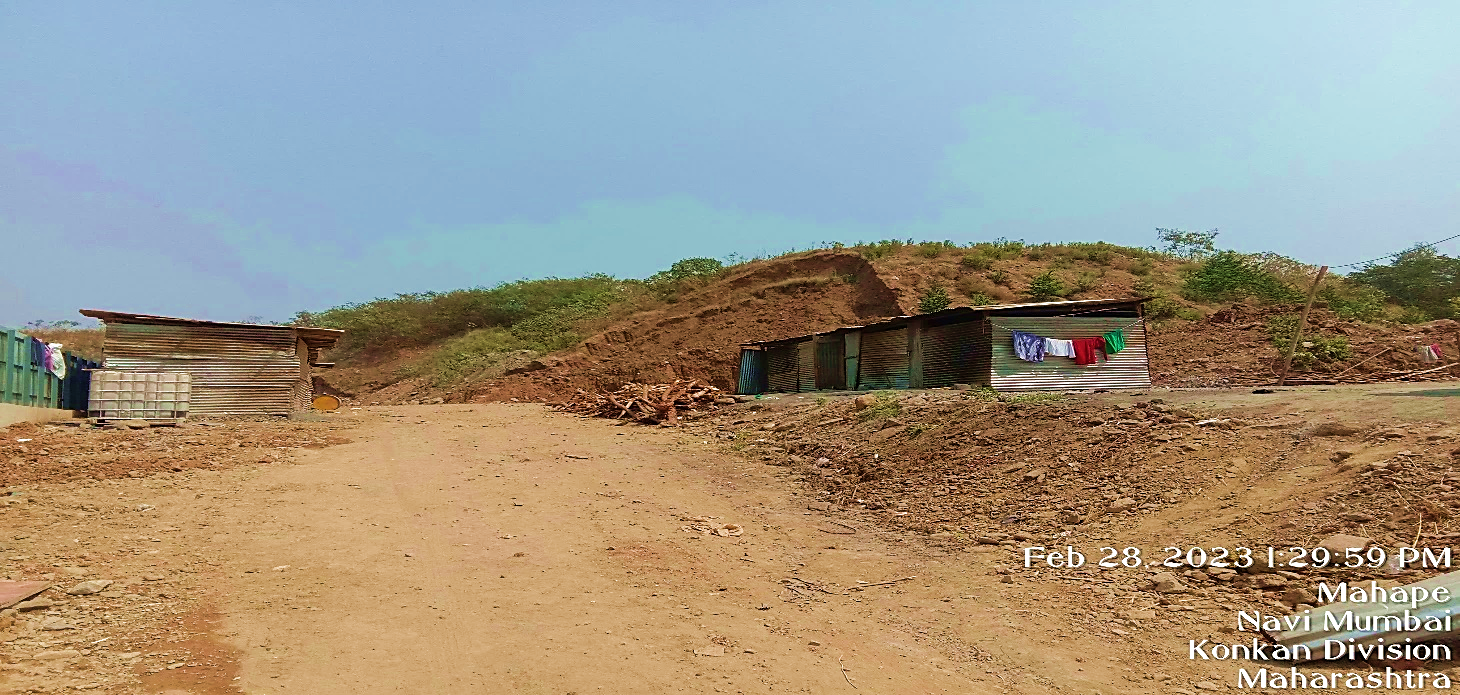 Feb 28, 2023 1:29:59 PM
Mahape
Navi Mumbai
Konkan Division
Maharashtra